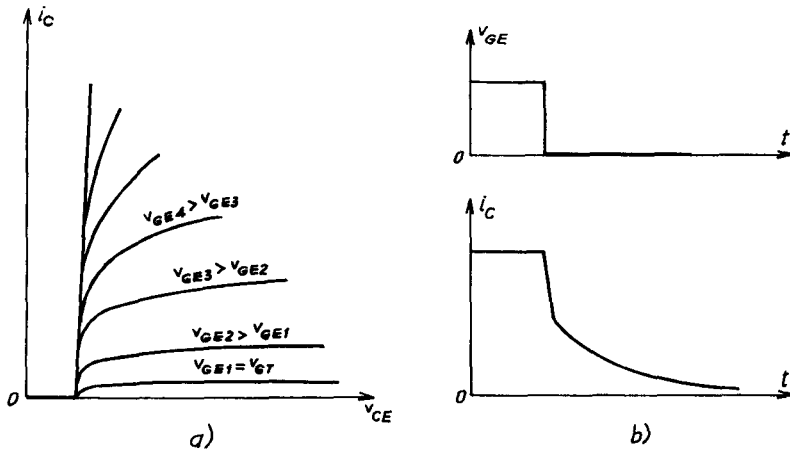 i_C
v_GE4 > v_GE3
v_GE3 > v_GE2
v_GE2 > v_GE1
v_GE1 = v_GT
0
v_CE
a)
v_GE
0
t
i_C
0
t
b)